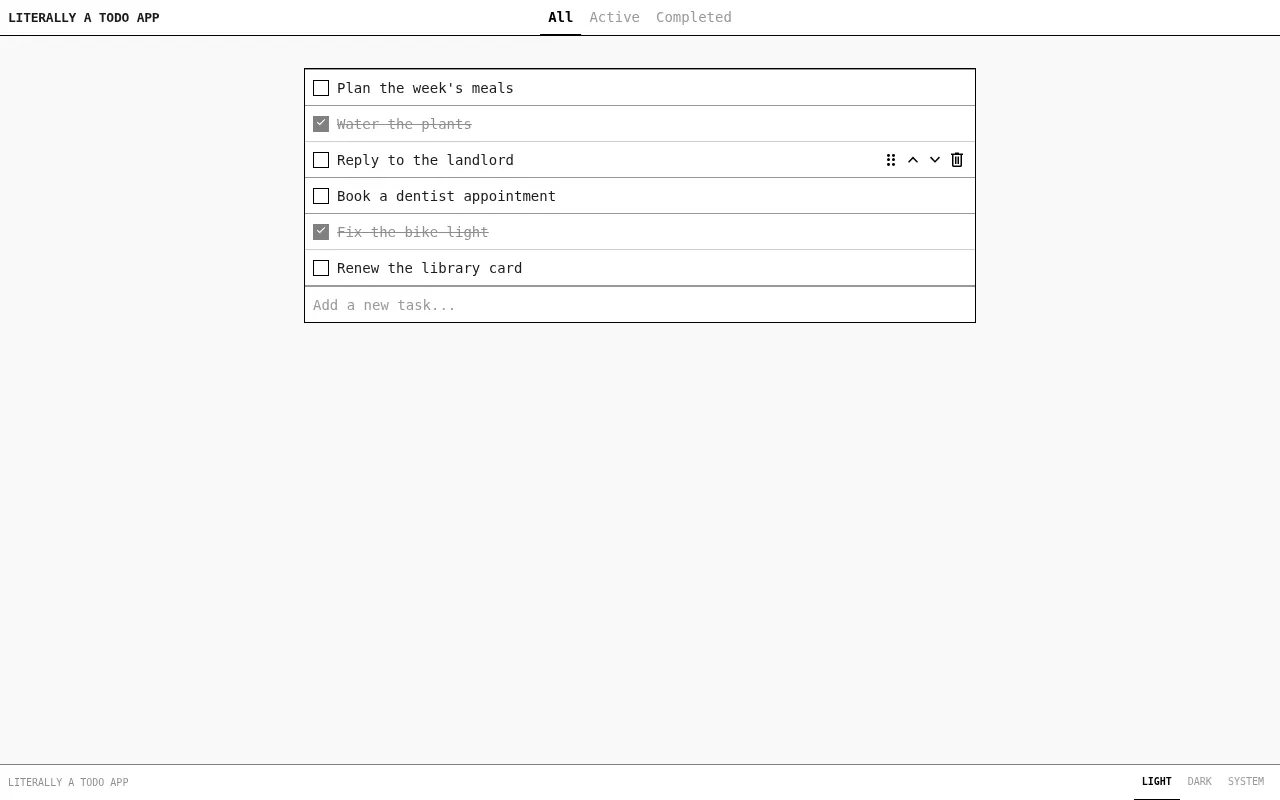 LITERALLY A TODO APP
All Active Completed
Plan the week's meals
Water the plants
Reply to the landlord
Book a dentist appointment
Fix the bike light
Renew the library card
Add a new task...
LITERALLY A TODO APP
LIGHT DARK SYSTEM